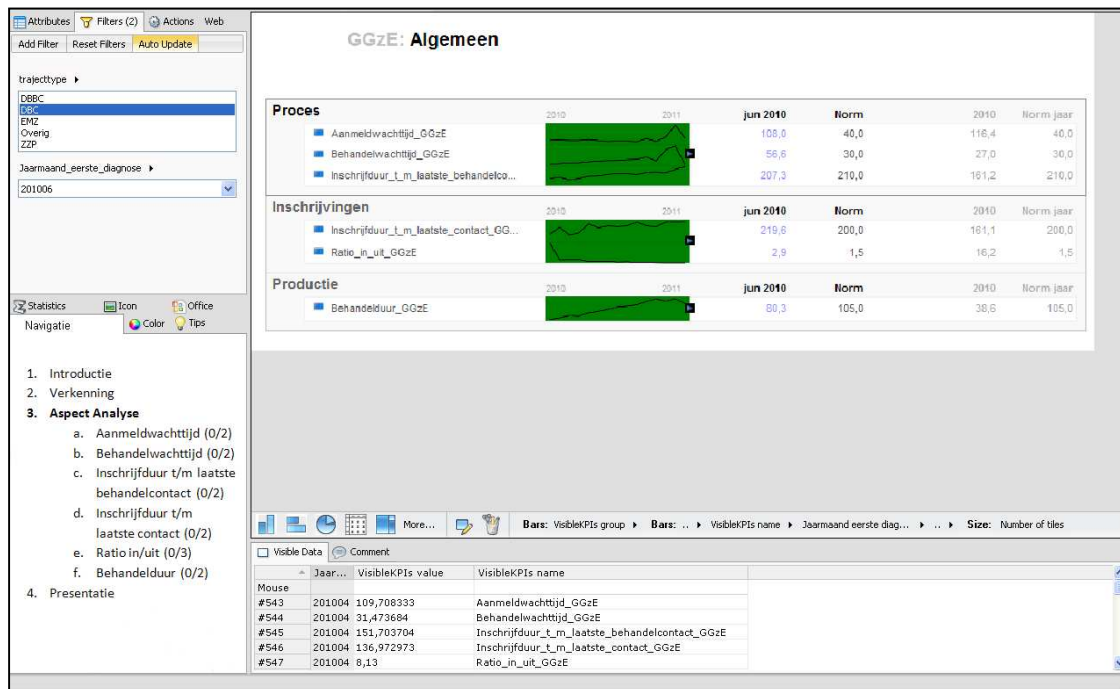 Attributes Filters (2) Actions Web
Add Filter Reset Filters Auto Update
trajecttype
DBBC
DBC
EMZ
Overig
ZZP
Jaarmaand_eerste_diagnose
201006
Statistics Icon Office
Navigatie Color Tips
1. Introductie
2. Verkenning
3. Aspect Analyse
a. Aanmeldwachttijd (0/2)
b. Behandelwachttijd (0/2)
c. Inschrijfduur t/m laatste
behandelcontact (0/2)
d. Inschrijfduur t/m
laatste contact (0/2)
e. Ratio in/uit (0/3)
f. Behandelduur (0/2)
4. Presentatie
GGzE: Algemeen
Proces 2010 2011 jun 2010 Norm 2010 Norm jaar
Aanmeldwachttijd_GGzE 108,0 40,0 116,4 40,0
Behandelwachttijd_GGzE 56,6 30,0 27,0 30,0
Inschrijfduur_t_m_laatste_behandelco... 207,3 210,0 161,2 210,0
Inschrijvingen 2010 2011 jun 2010 Norm 2010 Norm jaar
Inschrijfduur_t_m_laatste_contact_GG... 219,6 200,0 161,1 200,0
Ratio_in_uit_GGzE 2,9 1,5 16,2 1,5
Productie 2010 2011 jun 2010 Norm 2010 Norm jaar
Behandelduur_GGzE 80,3 105,0 38,6 105,0
More... Bars: VisibleKPIs group Bars: .. VisibleKPIs name Jaarmaand eerste diag... .. Size: Number of tiles
Visible Data Comment
Jaar... VisibleKPIs value VisibleKPIs name
Mouse
#543 201004 109,708333 Aanmeldwachttijd_GGzE
#544 201004 31,473684 Behandelwachttijd_GGzE
#545 201004 151,703704 Inschrijfduur_t_m_laatste_behandelcontact_GGzE
#546 201004 136,972973 Inschrijfduur_t_m_laatste_contact_GGzE
#547 201004 8,13 Ratio_in_uit_GGzE